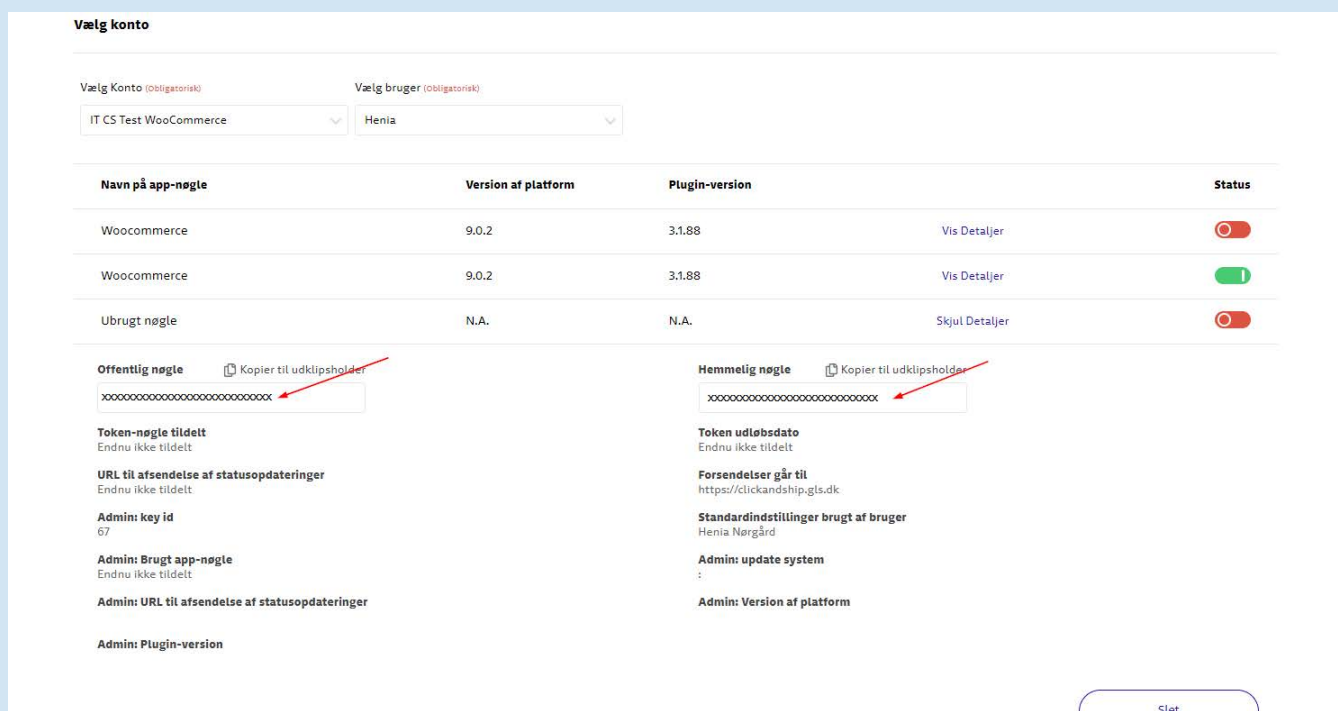 Vælg konto
Vælg Konto (Obligatorisk) Vælg bruger (Obligatorisk)
IT CS Test WooCommerce Henia
Navn på app-nøgle Version af platform Plugin-version Status
Woocommerce 9.0.2 3.1.88 Vis Detaljer
Woocommerce 9.0.2 3.1.88 Vis Detaljer
Ubrugt nøgle N.A. N.A. Skjul Detaljer
Offentlig nøgle Kopier til udklipsholder Hemmelig nøgle Kopier til udklipsholder
xxxxxxxxxxxxxxxxxxxxxxxxxxx xxxxxxxxxxxxxxxxxxxxxxxxxxx
Token-nøgle tildelt Token udløbsdato
Endnu ikke tildelt Endnu ikke tildelt
URL til afsendelse af statusopdateringer Forsendelser går til
Endnu ikke tildelt https://clickandship.gls.dk
Admin: key id Standardindstillinger brugt af bruger
67 Henia Nørgård
Admin: Brugt app-nøgle Admin: update system
Endnu ikke tildelt :
Admin: URL til afsendelse af statusopdateringer Admin: Version af platform
Admin: Plugin-version
Slet